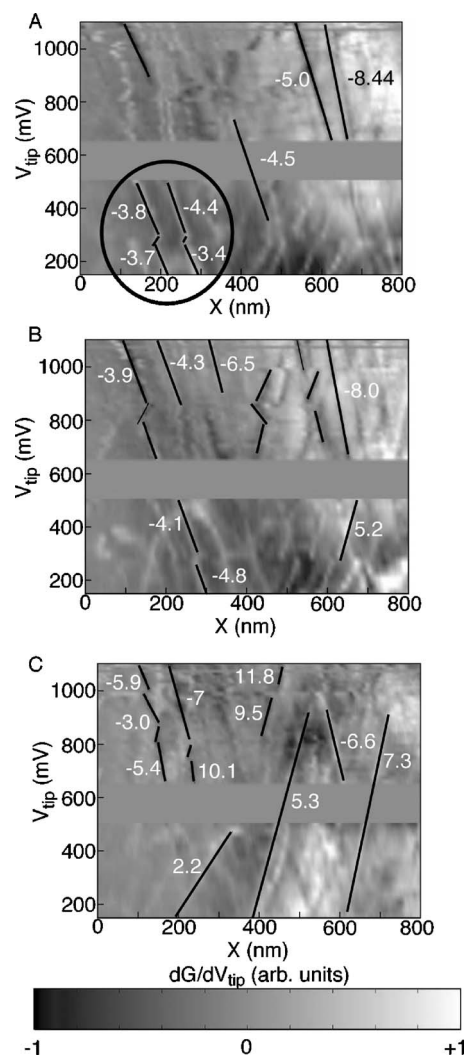 A
1000
-5.0
-8.44
800
V_tip (mV)
600
-4.5
400
-3.8
-4.4
-3.7
-3.4
200
0 200 400 600 800
X (nm)
B
1000
-3.9
-4.3
-6.5
-8.0
800
V_tip (mV)
600
400
-4.1
5.2
-4.8
200
0 200 400 600 800
X (nm)
C
11.8
-5.9
-7
1000
9.5
-3.0
-6.6
800
-5.4
10.1
7.3
V_tip (mV)
600
5.3
400
2.2
200
0 200 400 600 800
X (nm)
dG/dV_tip (arb. units)
-1 0 +1